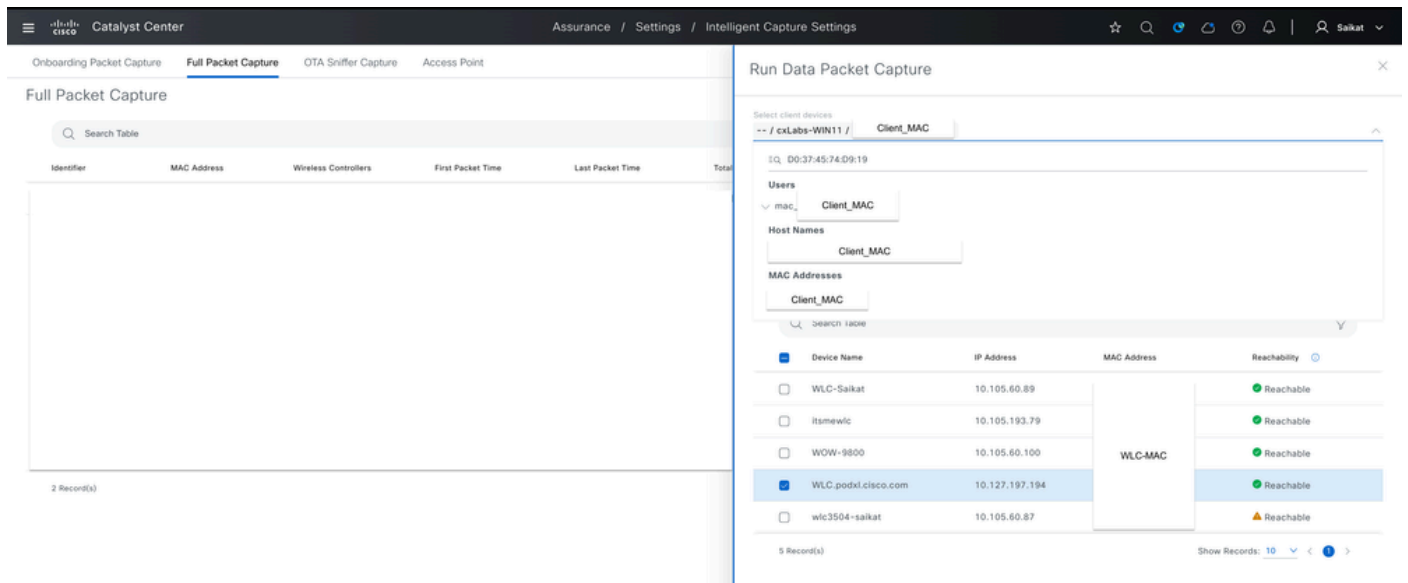 cisco Catalyst Center
Assurance / Settings / Intelligent Capture Settings
Saikat
Onboarding Packet Capture Full Packet Capture OTA Sniffer Capture Access Point
Full Packet Capture
Search Table
Identifier MAC Address Wireless Controllers First Packet Time Last Packet Time Total
2 Record(s)
Run Data Packet Capture
Select client devices
-- / cxLabs-WIN11 / Client_MAC
D0:37:45:74:D9:19
Users
mac_ Client_MAC
Host Names
Client_MAC
MAC Addresses
Client_MAC
Search Table
Device Name IP Address MAC Address Reachability
WLC-Saikat 10.105.60.89 Reachable
itsmewlc 10.105.193.79 Reachable
WOW-9800 10.105.60.100 WLC-MAC Reachable
WLC.podxl.cisco.com 10.127.197.194 Reachable
wlc3504-saikat 10.105.60.87 Reachable
5 Record(s) Show Records: 10 1